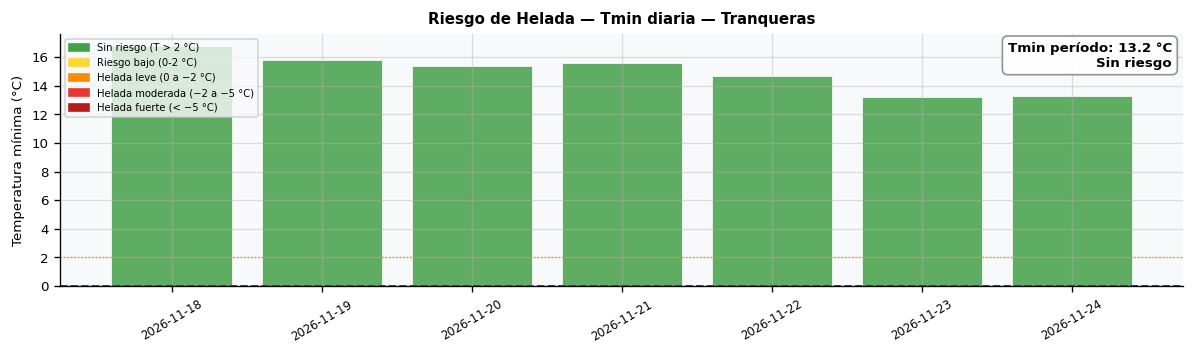 Riesgo de Helada — Tmin diaria — Tranqueras
Temperatura mínima (°C)
16
14
12
10
8
6
4
2
0
Sin riesgo (T > 2 °C)
Riesgo bajo (0-2 °C)
Helada leve (0 a −2 °C)
Helada moderada (−2 a −5 °C)
Helada fuerte (< −5 °C)
Tmin período: 13.2 °C
Sin riesgo
2026-11-18
2026-11-19
2026-11-20
2026-11-21
2026-11-22
2026-11-23
2026-11-24